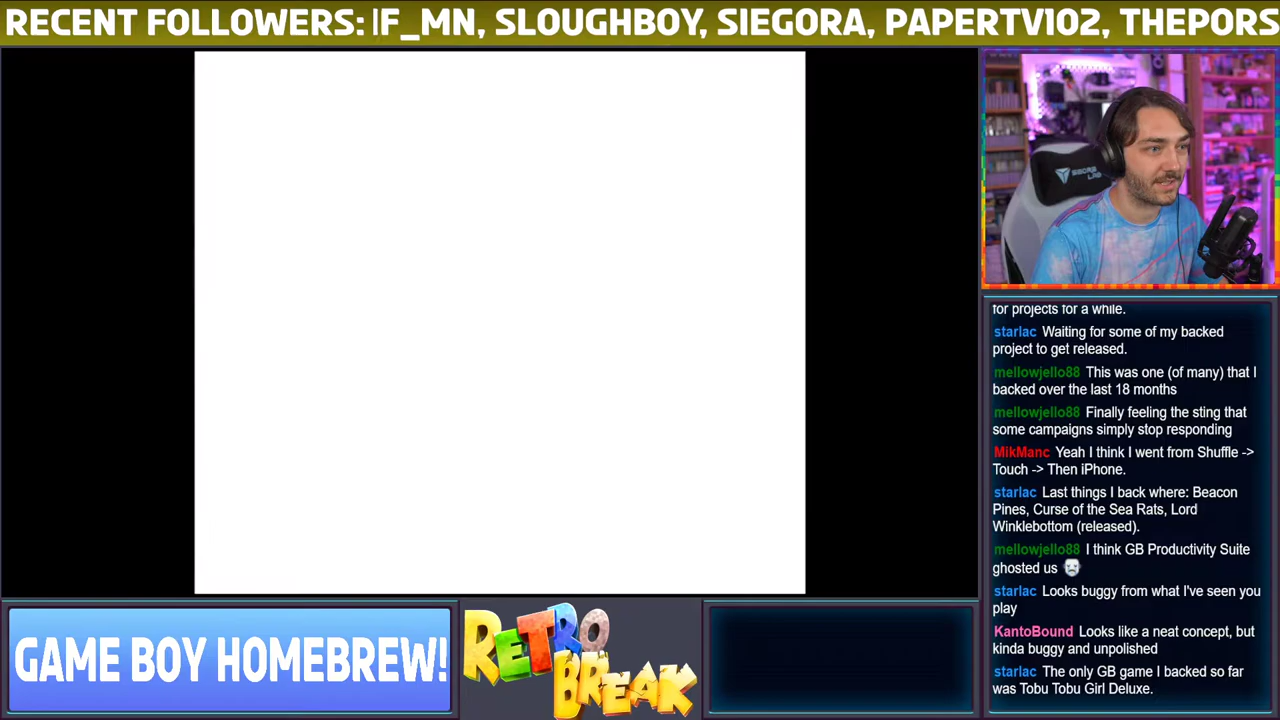 RECENT FOLLOWERS: IF_MN, SLOUGHBOY, SIEGORA, PAPERTV102, THEPORS
SIGORE
LAB
for projects for a while.
starlac Waiting for some of my backed
project to get released.
mellowjello88 This was one (of many) that I
backed over the last 18 months
mellowjello88 Finally feeling the sting that
some campaigns simply stop responding
MikManc Yeah I think I went from Shuffle ->
Touch -> Then iPhone.
starlac Last things I back where: Beacon
Pines, Curse of the Sea Rats, Lord
Winklebottom (released).
mellowjello88 I think GB Productivity Suite
ghosted us
starlac Looks buggy from what I've seen you
play
KantoBound Looks like a neat concept, but
kinda buggy and unpolished
starlac The only GB game I backed so far
was Tobu Tobu Girl Deluxe.
GAME BOY HOMEBREW!
RETRO
BREAK